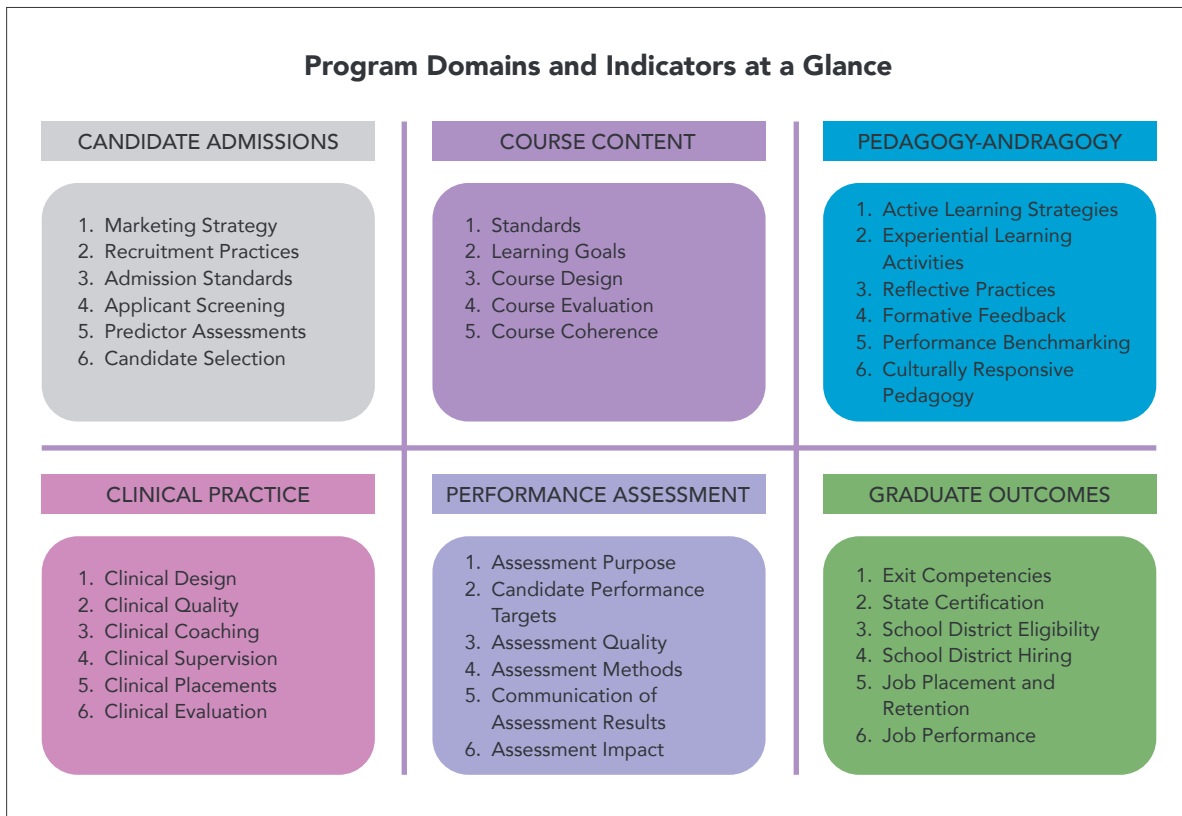 Program Domains and Indicators at a Glance
CANDIDATE ADMISSIONS
1. Marketing Strategy
2. Recruitment Practices
3. Admission Standards
4. Applicant Screening
5. Predictor Assessments
6. Candidate Selection
COURSE CONTENT
1. Standards
2. Learning Goals
3. Course Design
4. Course Evaluation
5. Course Coherence
PEDAGOGY-ANDRAGOGY
1. Active Learning Strategies
2. Experiential Learning
Activities
3. Reflective Practices
4. Formative Feedback
5. Performance Benchmarking
6. Culturally Responsive
Pedagogy
CLINICAL PRACTICE
1. Clinical Design
2. Clinical Quality
3. Clinical Coaching
4. Clinical Supervision
5. Clinical Placements
6. Clinical Evaluation
PERFORMANCE ASSESSMENT
1. Assessment Purpose
2. Candidate Performance
Targets
3. Assessment Quality
4. Assessment Methods
5. Communication of
Assessment Results
6. Assessment Impact
GRADUATE OUTCOMES
1. Exit Competencies
2. State Certification
3. School District Eligibility
4. School District Hiring
5. Job Placement and
Retention
6. Job Performance